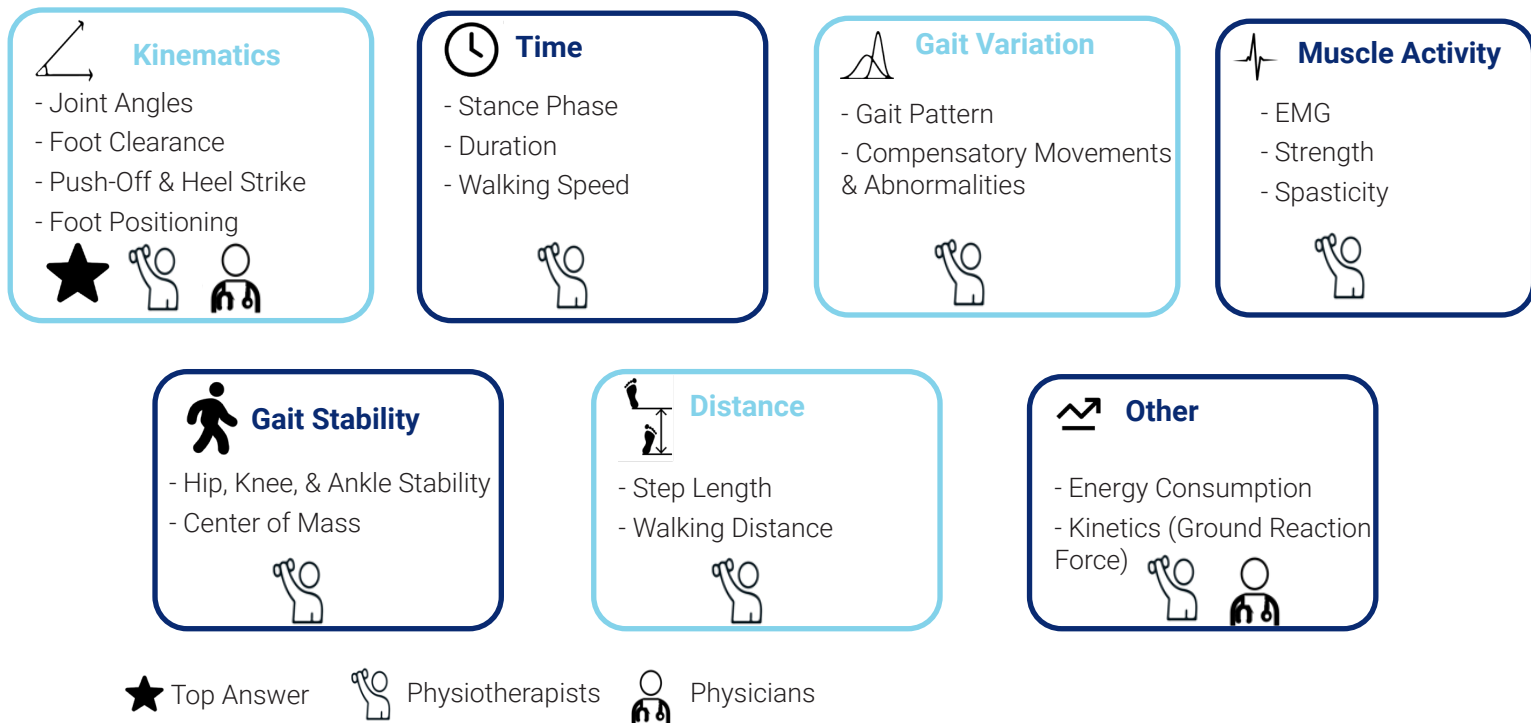 Kinematics
- Joint Angles
- Foot Clearance
- Push-Off & Heel Strike
- Foot Positioning
Time
- Stance Phase
- Duration
- Walking Speed
Gait Variation
- Gait Pattern
- Compensatory Movements
& Abnormalities
Muscle Activity
- EMG
- Strength
- Spasticity
Gait Stability
- Hip, Knee, & Ankle Stability
- Center of Mass
Distance
- Step Length
- Walking Distance
Other
- Energy Consumption
- Kinetics (Ground Reaction
Force)
Top Answer
Physiotherapists
Physicians